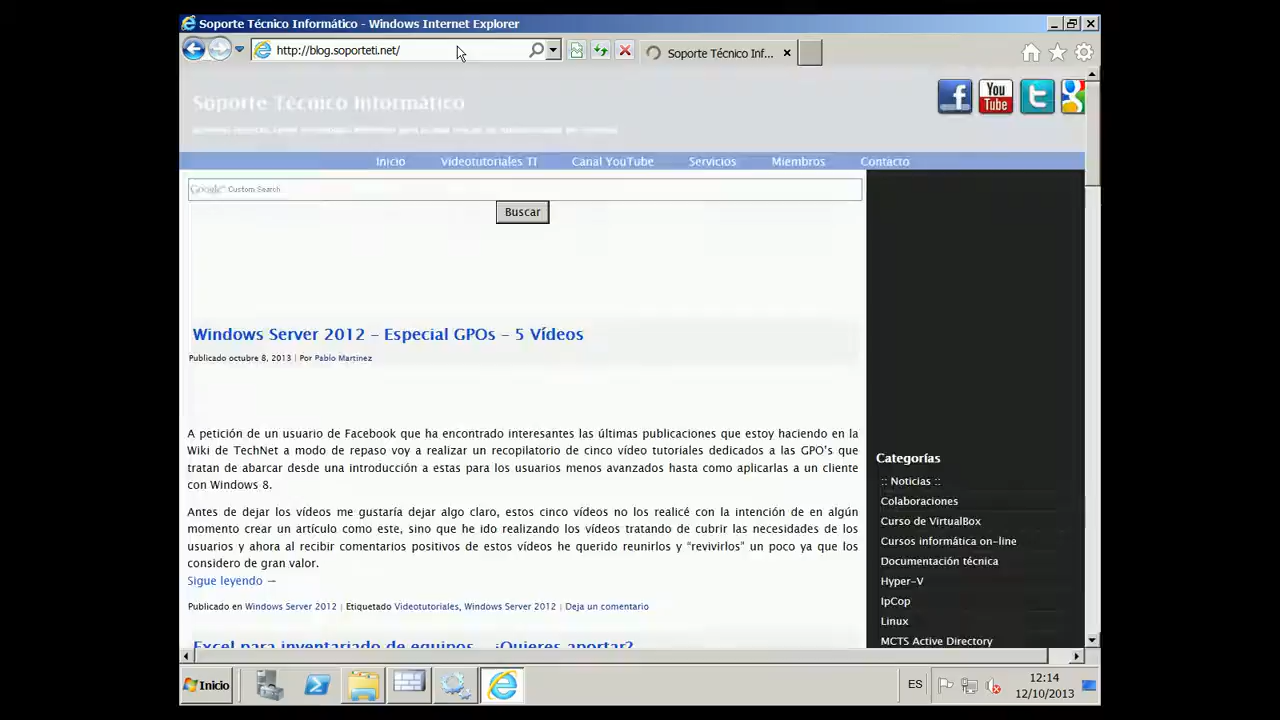 Soporte Técnico Informático - Windows Internet Explorer
http://blog.soporteti.net/
Soporte Técnico Inf...
Soporte Técnico Informático
You
Tube
Inicio
Videotutoriales TI
Canal YouTube
Servicios
Miembros
Contacto
Google™ Custom Search
Buscar
Windows Server 2012 – Especial GPOs – 5 Vídeos
Publicado octubre 8, 2013 | Por Pablo Martinez
A petición de un usuario de Facebook que ha encontrado interesantes las últimas publicaciones que estoy haciendo en la
Wiki de TechNet a modo de repaso voy a realizar un recopilatorio de cinco vídeo tutoriales dedicados a las GPO's que
tratan de abarcar desde una introducción a estas para los usuarios menos avanzados hasta como aplicarlas a un cliente
con Windows 8.
Antes de dejar los vídeos me gustaría dejar algo claro, estos cinco vídeos no los realicé con la intención de en algún
momento crear un artículo como este, sino que he ido realizando los vídeos tratando de cubrir las necesidades de los
usuarios y ahora al recibir comentarios positivos de estos vídeos he querido reunirlos y "revivirlos" un poco ya que los
considero de gran valor.
Sigue leyendo →
Publicado en Windows Server 2012 | Etiquetado Videotutoriales, Windows Server 2012 | Deja un comentario
Excel para inventariado de equipos – ¿Quieres aportar?
Categorías
:: Noticias ::
Colaboraciones
Curso de VirtualBox
Cursos informática on-line
Documentación técnica
Hyper-V
IpCop
Linux
MCTS Active Directory
Inicio
ES
12:14
12/10/2013